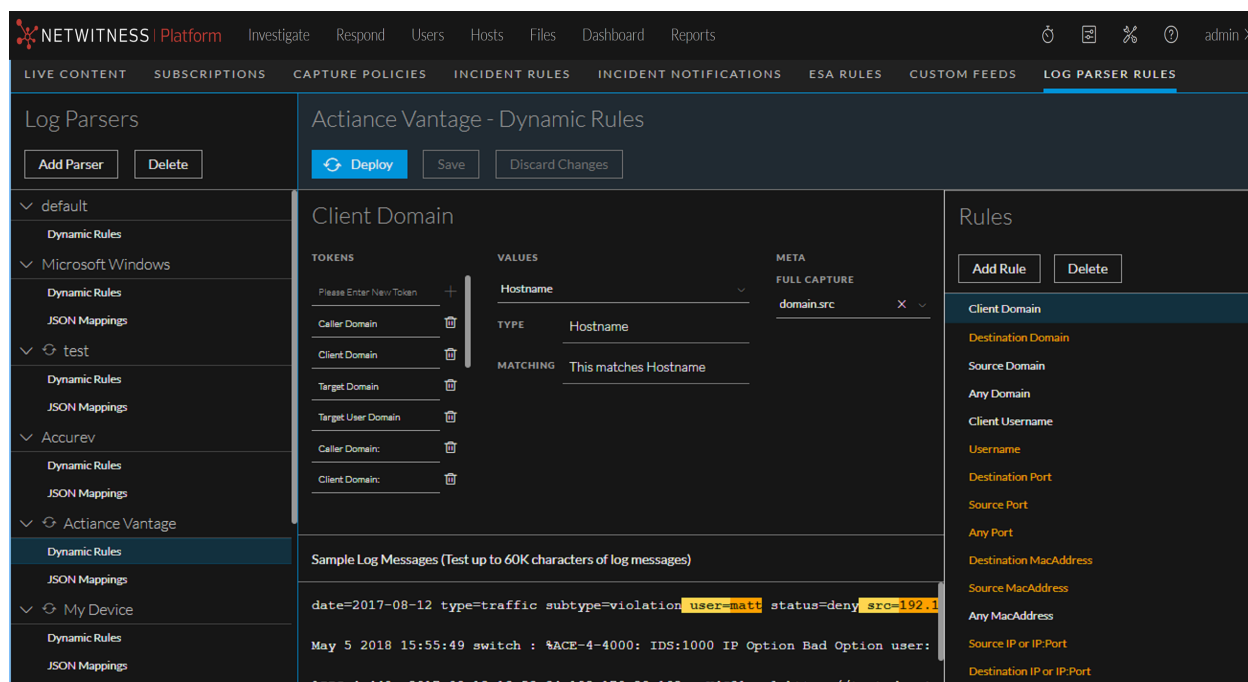 NETWITNESS Platform Investigate Respond Users Hosts Files Dashboard Reports admin
LIVE CONTENT SUBSCRIPTIONS CAPTURE POLICIES INCIDENT RULES INCIDENT NOTIFICATIONS ESA RULES CUSTOM FEEDS LOG PARSER RULES
Log Parsers
Add Parser Delete
default
Dynamic Rules
Microsoft Windows
Dynamic Rules
JSON Mappings
test
Dynamic Rules
JSON Mappings
Accurev
Dynamic Rules
JSON Mappings
Actiance Vantage
Dynamic Rules
JSON Mappings
My Device
Dynamic Rules
JSON Mappings
Actiance Vantage - Dynamic Rules
Deploy Save Discard Changes
Client Domain
TOKENS
Please Enter New Token
Caller Domain
Client Domain
Target Domain
Target User Domain
Caller Domain:
Client Domain:
VALUES
Hostname
TYPE Hostname
MATCHING This matches Hostname
META
FULL CAPTURE
domain.src
Sample Log Messages (Test up to 60K characters of log messages)
date=2017-08-12 type=traffic subtype=violation user=matt status=deny src=192.1
May 5 2018 15:55:49 switch : %ACE-4-4000: IDS:1000 IP Option Bad Option user:
Rules
Add Rule Delete
Client Domain
Destination Domain
Source Domain
Any Domain
Client Username
Username
Destination Port
Source Port
Any Port
Destination MacAddress
Source MacAddress
Any MacAddress
Source IP or IP:Port
Destination IP or IP:Port